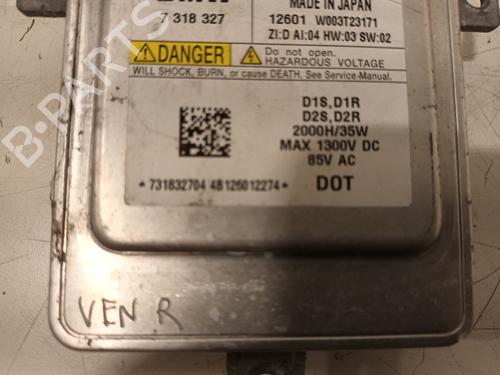 MADE IN JAPAN
7 318 327
12601 W003T23171
ZI:D AI:04 HW:03 SW:02
DANGER
Do not open.
HAZARDOUS VOLTAGE
WILL SHOCK, BURN, or cause DEATH. See Service-Manual.
D1S, D1R
D2S, D2R
2000H/35W
MAX 1300V DC
85V AC
* 731832704 4B126012274 *
DOT
VEN R
B-Parts